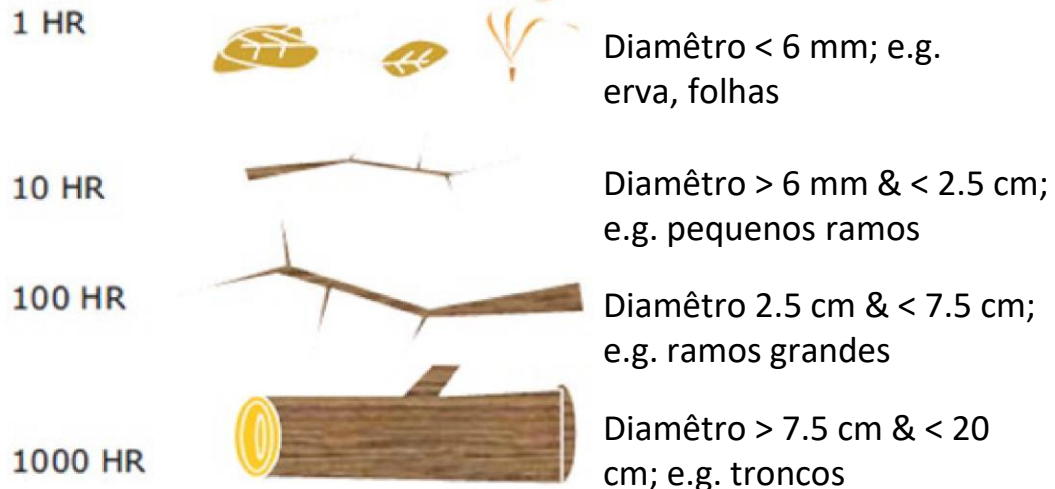 1 HR
Diamêtro < 6 mm; e.g.
erva, folhas
10 HR
Diamêtro > 6 mm & < 2.5 cm;
e.g. pequenos ramos
100 HR
Diamêtro 2.5 cm & < 7.5 cm;
e.g. ramos grandes
1000 HR
Diamêtro > 7.5 cm & < 20
cm; e.g. troncos